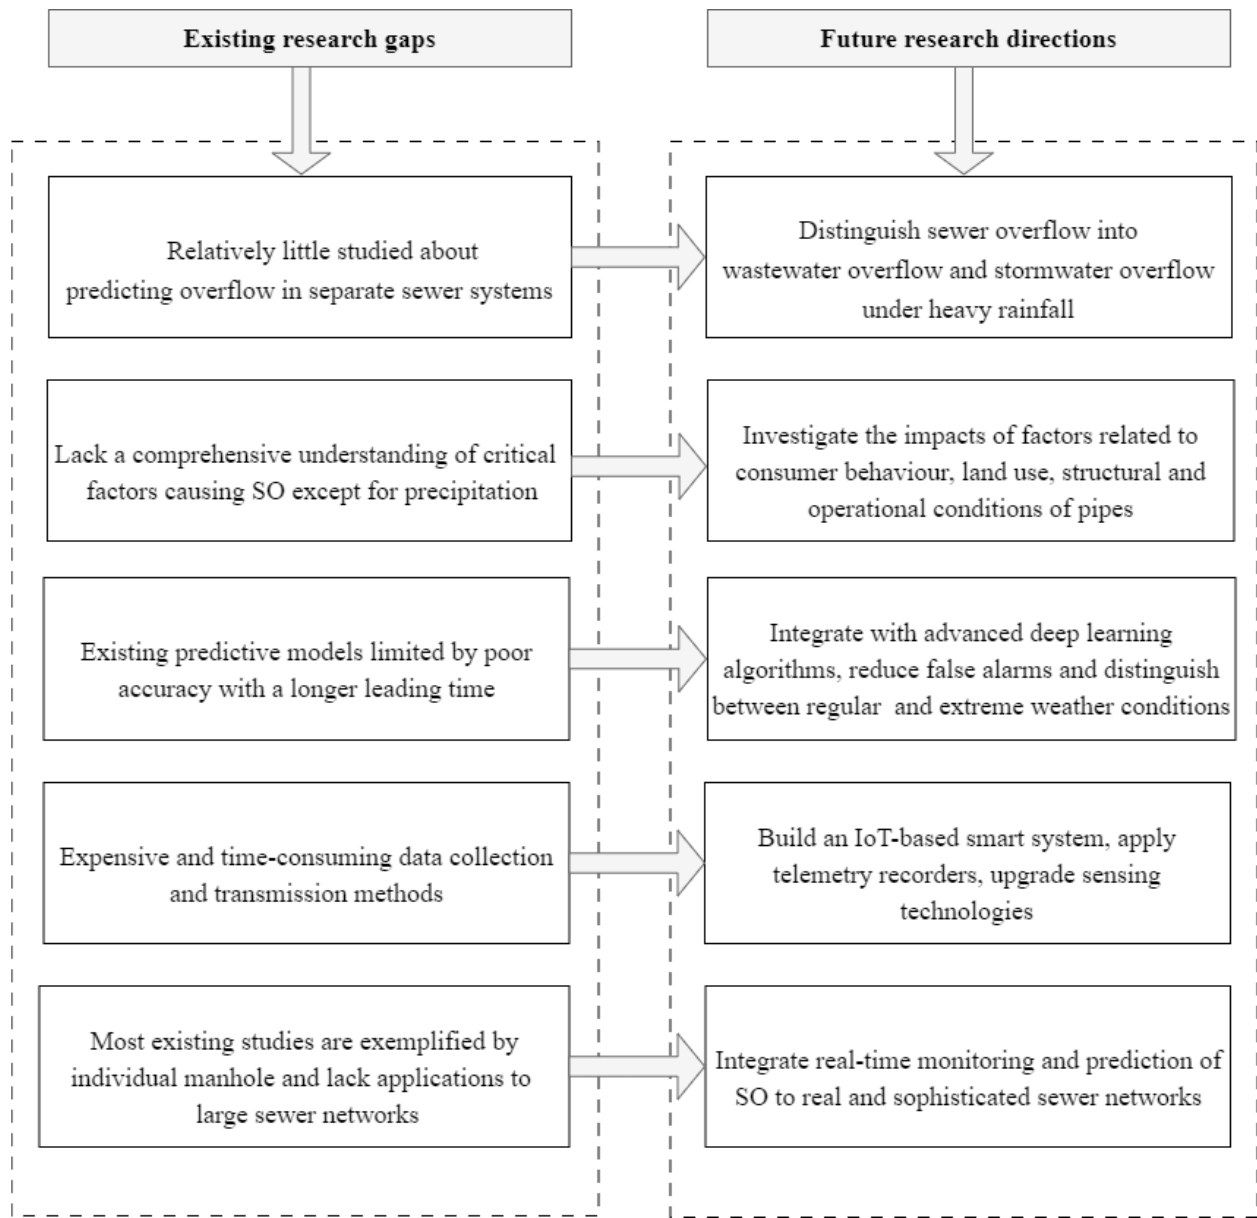 Existing research gaps
Future research directions
Relatively little studied about
predicting overflow in separate sewer systems
Distinguish sewer overflow into
wastewater overflow and stormwater overflow
under heavy rainfall
Lack a comprehensive understanding of critical
factors causing SO except for precipitation
Investigate the impacts of factors related to
consumer behaviour, land use, structural and
operational conditions of pipes
Existing predictive models limited by poor
accuracy with a longer leading time
Integrate with advanced deep learning
algorithms, reduce false alarms and distinguish
between regular and extreme weather conditions
Expensive and time-consuming data collection
and transmission methods
Build an IoT-based smart system, apply
telemetry recorders, upgrade sensing
technologies
Most existing studies are exemplified by
individual manhole and lack applications to
large sewer networks
Integrate real-time monitoring and prediction of
SO to real and sophisticated sewer networks